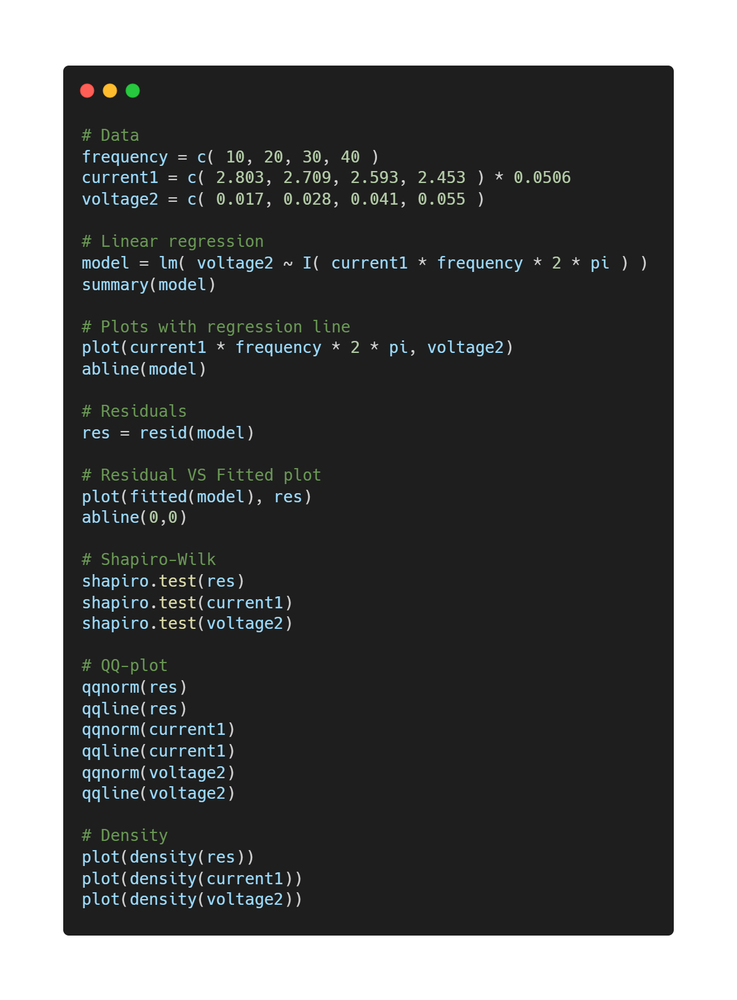 # Data
frequency = c( 10, 20, 30, 40 )
current1 = c( 2.803, 2.709, 2.593, 2.453 ) * 0.0506
voltage2 = c( 0.017, 0.028, 0.041, 0.055 )

# Linear regression
model = lm( voltage2 ~ I( current1 * frequency * 2 * pi ) )
summary(model)

# Plots with regression line
plot(current1 * frequency * 2 * pi, voltage2)
abline(model)

# Residuals
res = resid(model)

# Residual VS Fitted plot
plot(fitted(model), res)
abline(0,0)

# Shapiro-Wilk
shapiro.test(res)
shapiro.test(current1)
shapiro.test(voltage2)

# QQ-plot
qqnorm(res)
qqline(res)
qqnorm(current1)
qqline(current1)
qqnorm(voltage2)
qqline(voltage2)

# Density
plot(density(res))
plot(density(current1))
plot(density(voltage2))